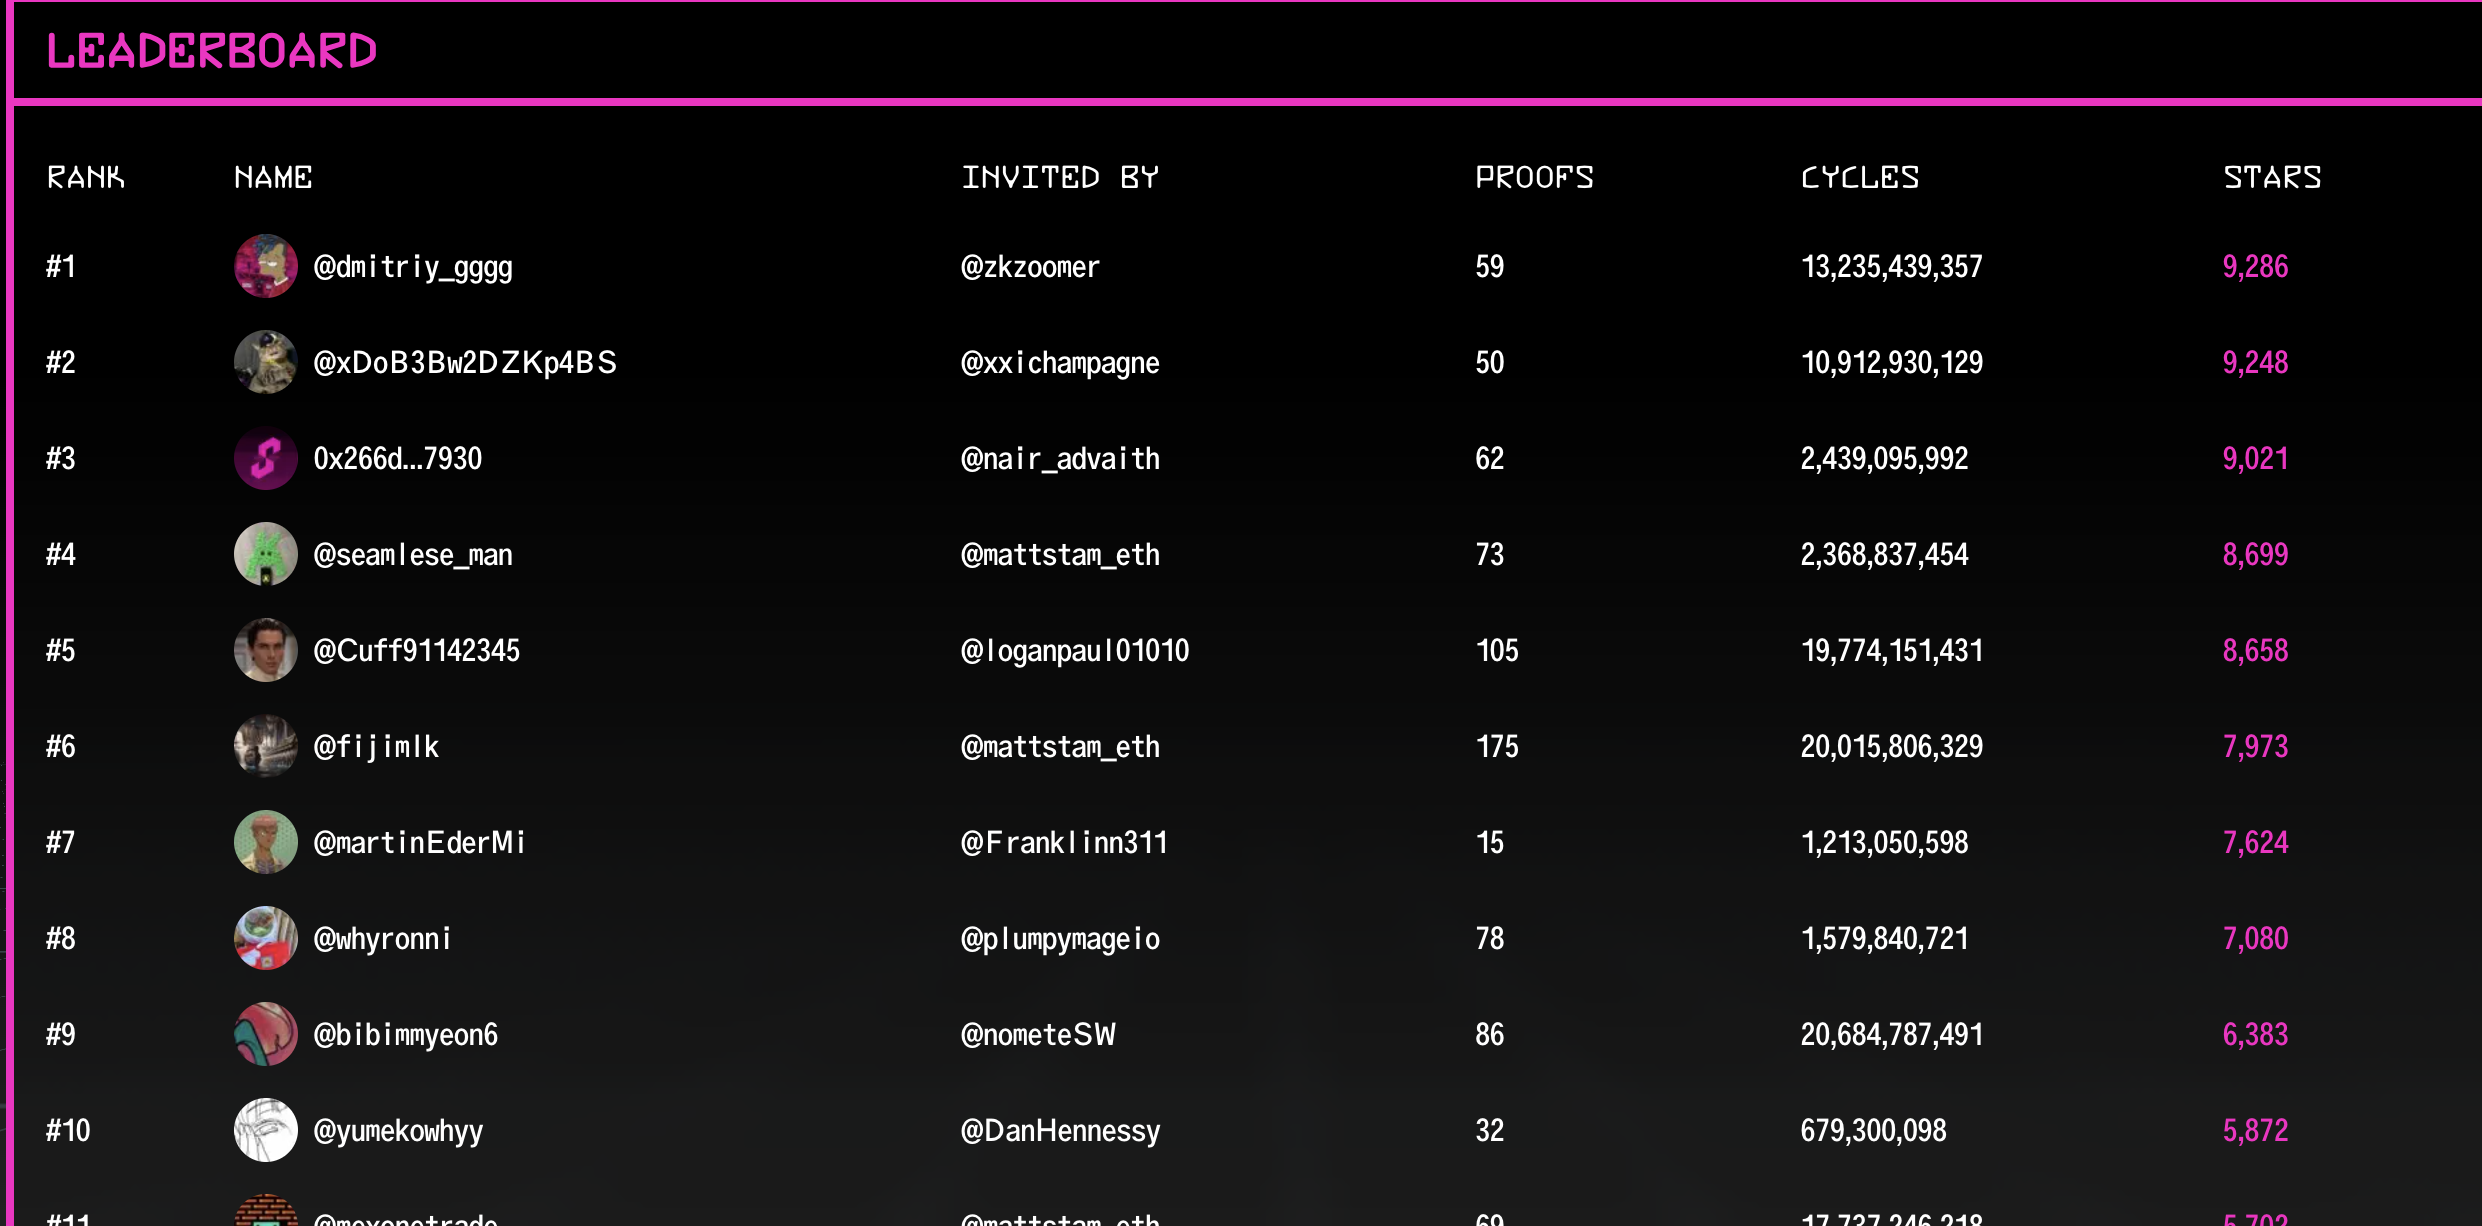 LEADERBOARD
RANK NAME INVITED BY PROOFS CYCLES STARS
#1 @dmitriy_gggg @zkzoomer 59 13,235,439,357 9,286
#2 @xDoB3Bw2DZKp4BS @xxichampagne 50 10,912,930,129 9,248
#3 0x266d...7930 @nair_advaith 62 2,439,095,992 9,021
#4 @seamlese_man @mattstam_eth 73 2,368,837,454 8,699
#5 @Cuff91142345 @loganpaul01010 105 19,774,151,431 8,658
#6 @fijimlk @mattstam_eth 175 20,015,806,329 7,973
#7 @martinEderMi @Franklinn311 15 1,213,050,598 7,624
#8 @whyronni @plumpymageio 78 1,579,840,721 7,080
#9 @bibimmyeon6 @nometeSW 86 20,684,787,491 6,383
#10 @yumekowhyy @DanHennessy 32 679,300,098 5,872
#11 @mattstam_eth